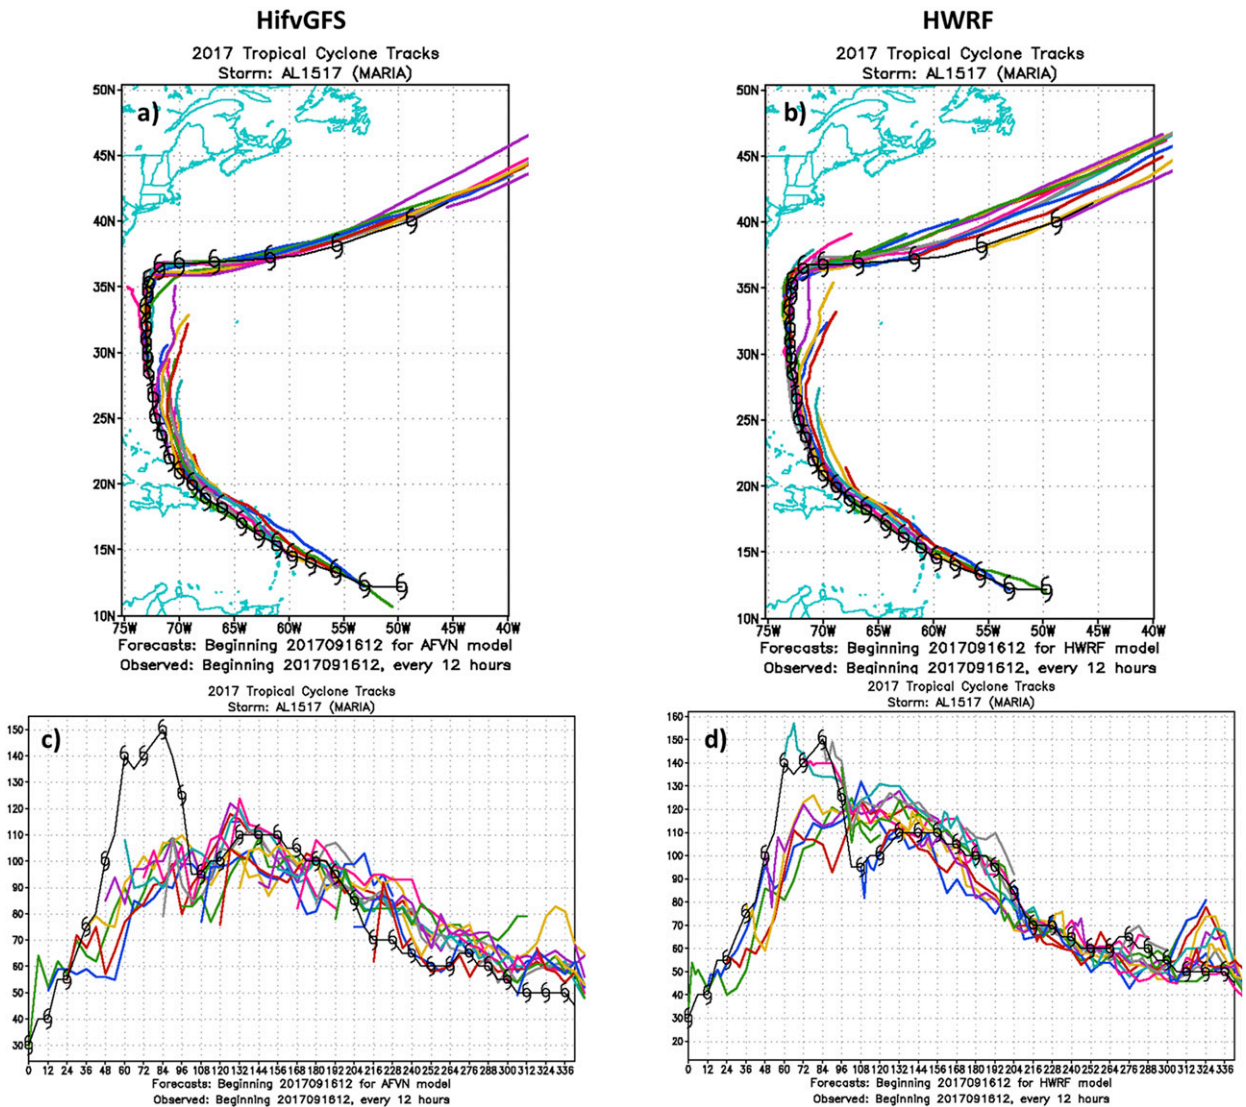 HifvGFS
2017 Tropical Cyclone Tracks
Storm: AL1517 (MARIA)
a)
50N
45N
40N
35N
30N
25N
20N
15N
10N
75W 70W 65W 60W 55W 50W 45W 40W
Forecasts: Beginning 2017091612 for AFVN model
Observed: Beginning 2017091612, every 12 hours
HWRF
2017 Tropical Cyclone Tracks
Storm: AL1517 (MARIA)
b)
50N
45N
40N
35N
30N
25N
20N
15N
10N
75W 70W 65W 60W 55W 50W 45W 40W
Forecasts: Beginning 2017091612 for HWRF model
Observed: Beginning 2017091612, every 12 hours
2017 Tropical Cyclone Tracks
Storm: AL1517 (MARIA)
c)
150
140
130
120
110
100
90
80
70
60
50
40
30
0 12 24 36 48 60 72 84 96 108 120 132 144 156 168 180 192 204 216 228 240 252 264 276 288 300 312 324 336
Forecasts: Beginning 2017091612 for AFVN model
Observed: Beginning 2017091612, every 12 hours
2017 Tropical Cyclone Tracks
Storm: AL1517 (MARIA)
d)
160
150
140
130
120
110
100
90
80
70
60
50
40
30
20
0 12 24 36 48 60 72 84 96 108 120 132 144 156 168 180 192 204 216 228 240 252 264 276 288 300 312 324 336
Forecasts: Beginning 2017091612 for HWRF model
Observed: Beginning 2017091612, every 12 hours